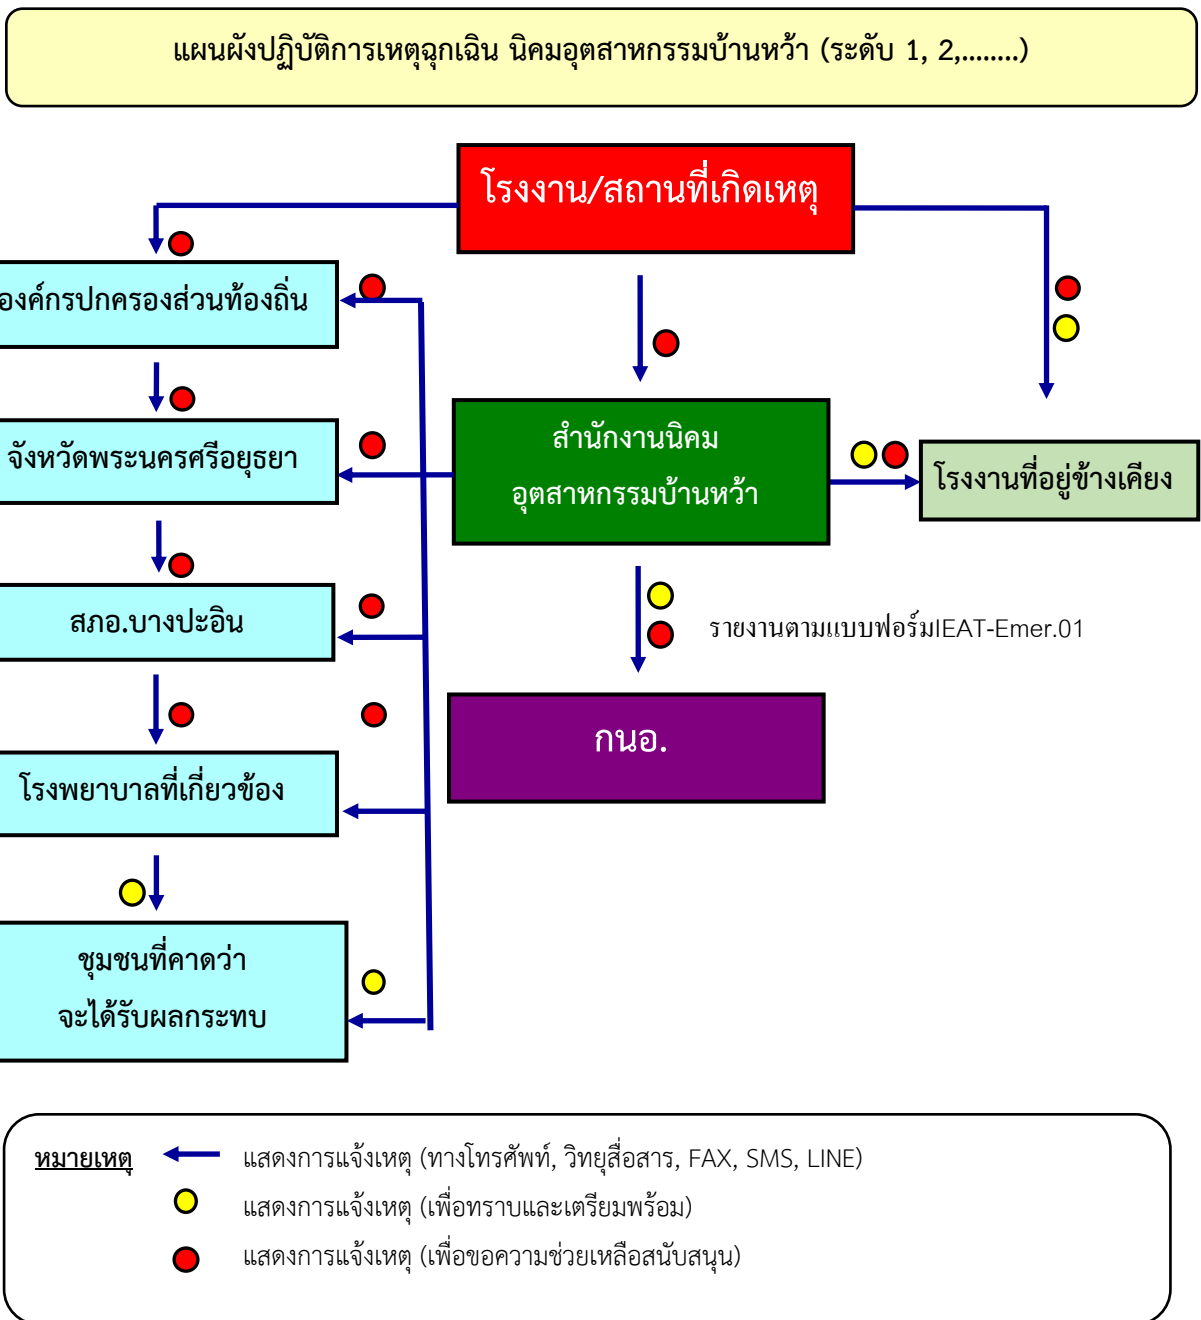 แผนผังปฏิบัติการเหตุฉุกเฉิน นิคมอุตสาหกรรมบ้านหว้า (ระดับ 1, 2,........)
โรงงาน/สถานที่เกิดเหตุ
องค์กรปกครองส่วนท้องถิ่น
จังหวัดพระนครศรีอยุธยา
สำนักงานนิคม
อุตสาหกรรมบ้านหว้า
โรงงานที่อยู่ข้างเคียง
สภอ.บางปะอิน
รายงานตามแบบฟอร์มIEAT-Emer.01
กนอ.
โรงพยาบาลที่เกี่ยวข้อง
ชุมชนที่คาดว่า
จะได้รับผลกระทบ
หมายเหตุ แสดงการแจ้งเหตุ (ทางโทรศัพท์, วิทยุสื่อสาร, FAX, SMS, LINE)
แสดงการแจ้งเหตุ (เพื่อทราบและเตรียมพร้อม)
แสดงการแจ้งเหตุ (เพื่อขอความช่วยเหลือสนับสนุน)